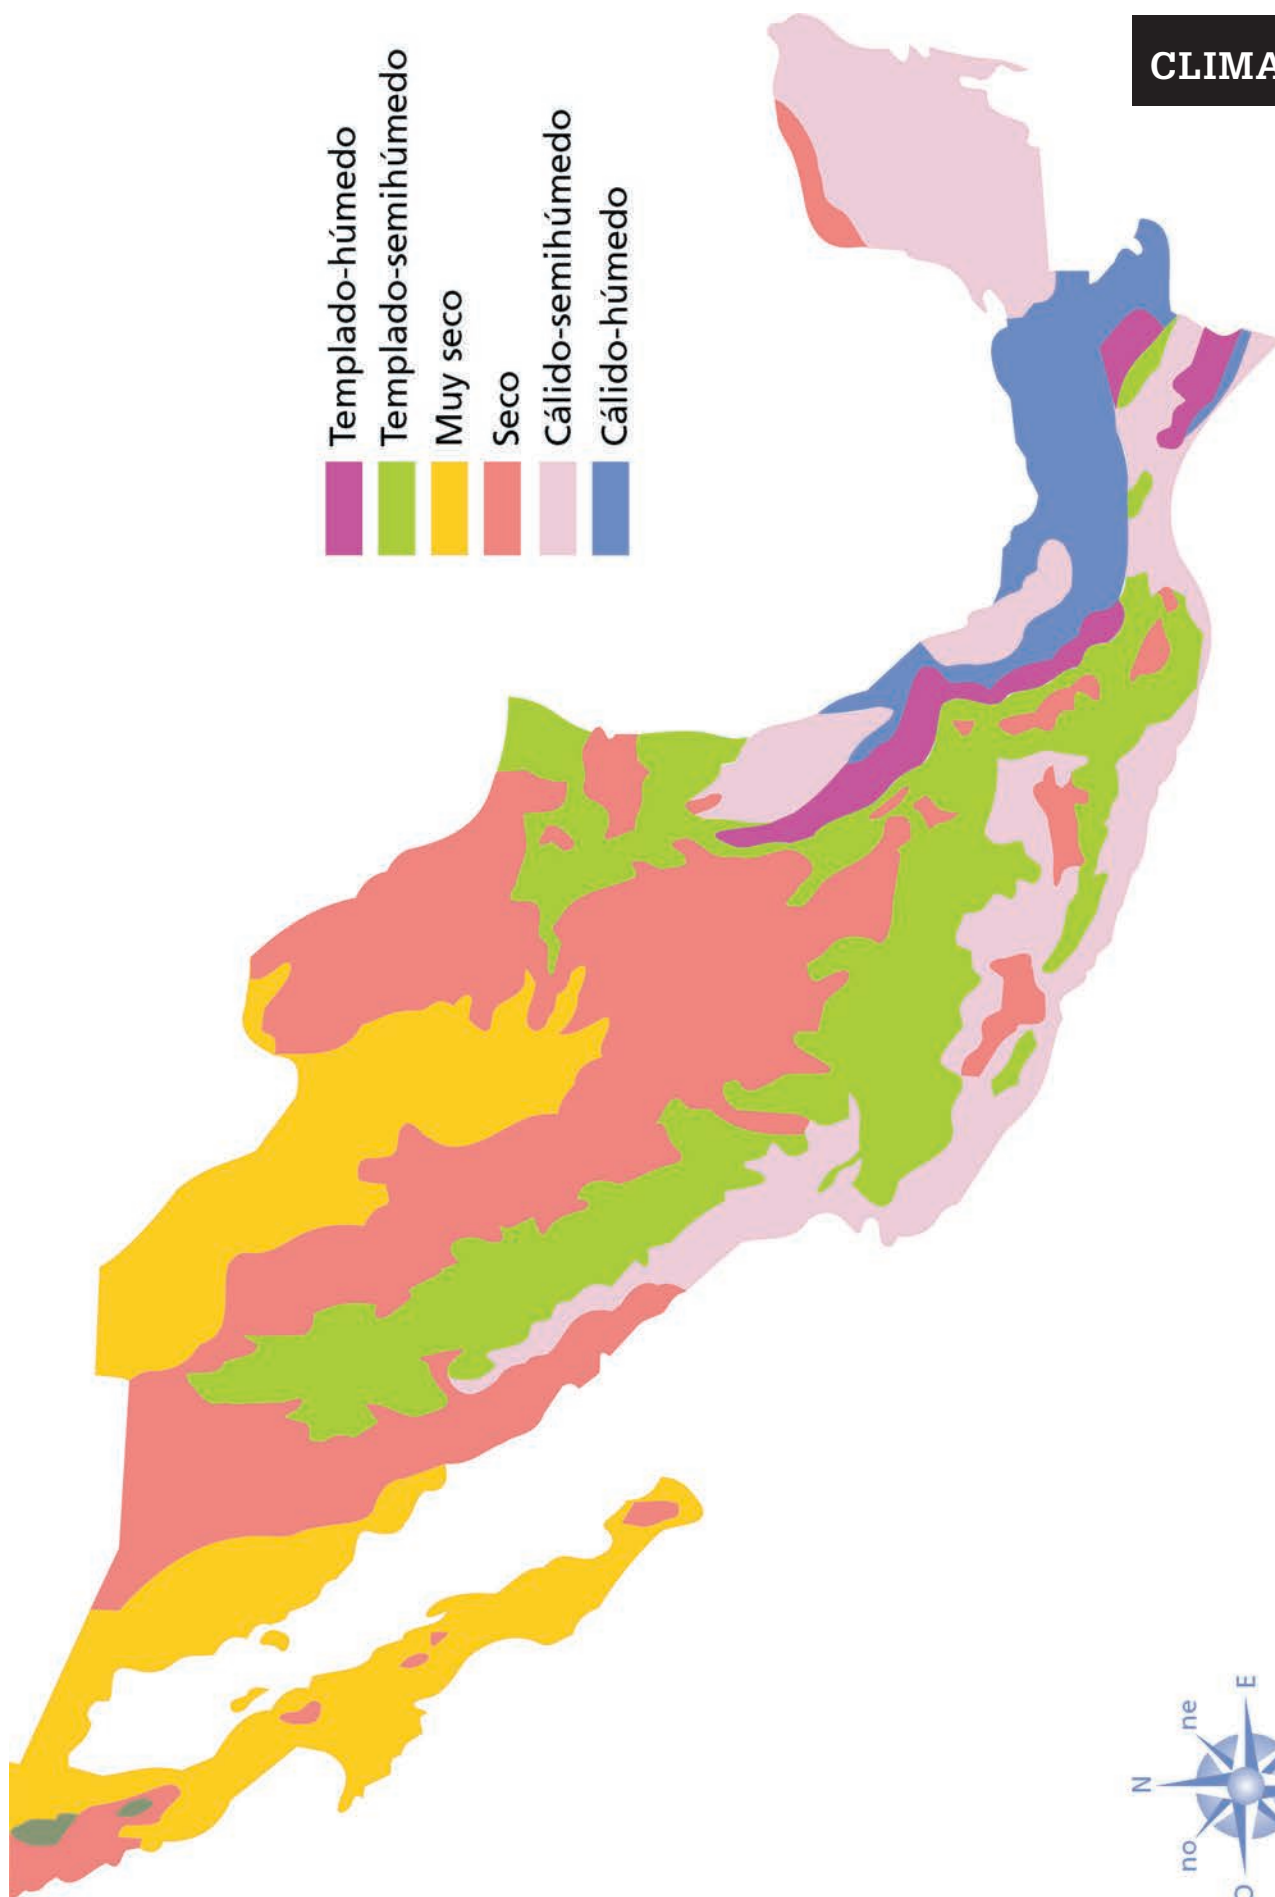 CLIMA
Templado-húmedo
Templado-semihúmedo
Muy seco
Seco
Cálido-semihúmedo
Cálido-húmedo
N
no
ne
E